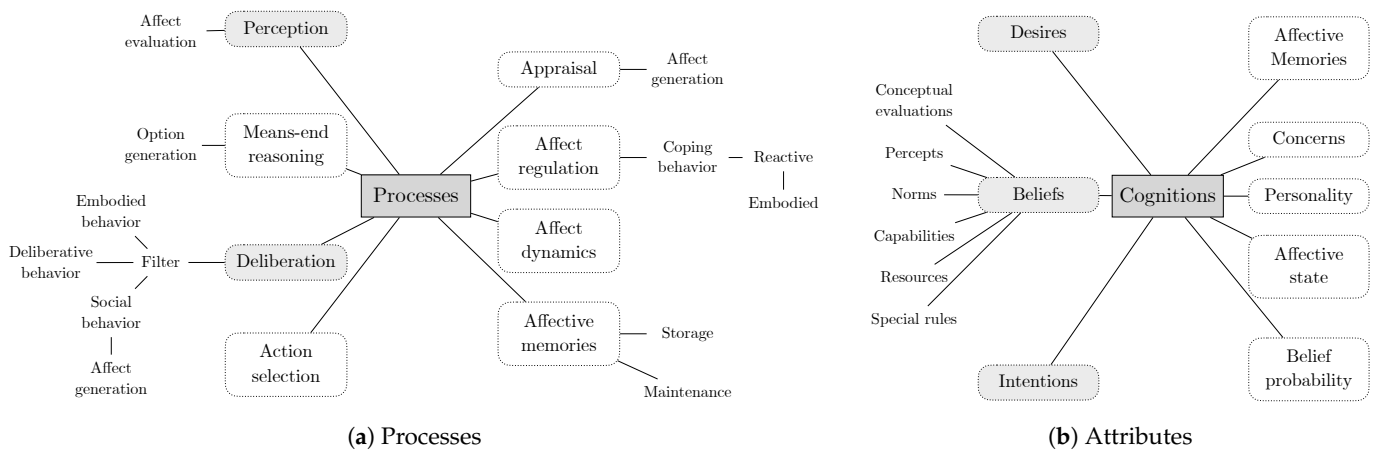 Affect
evaluation
Perception
Appraisal
Affect
generation
Option
generation
Means-end
reasoning
Affect
regulation
Coping
behavior
Reactive
Embodied
Processes
Embodied
behavior
Deliberative
behavior
Filter
Deliberation
Social
behavior
Affect
generation
Affect
dynamics
Action
selection
Affective
memories
Storage
Maintenance
(a) Processes
Desires
Affective
Memories
Conceptual
evaluations
Percepts
Norms
Capabilities
Resources
Special rules
Beliefs
Cognitions
Concerns
Personality
Affective
state
Intentions
Belief
probability
(b) Attributes